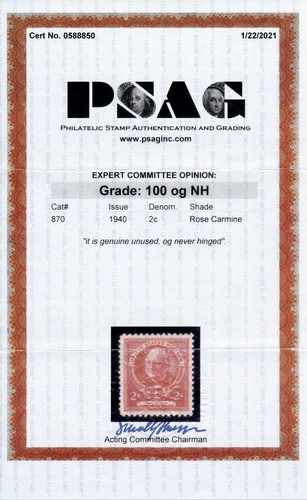 Cert No. 0588850 1/22/2021
PSAG
PHILATELIC STAMP AUTHENTICATION AND GRADING
www.psaginc.com
EXPERT COMMITTEE OPINION:
Grade: 100 og NH
Cat# Issue Denom. Shade
870 1940 2c Rose Carmine
"it is genuine unused, og never hinged".
2¢ 2¢
Acting Committee Chairman